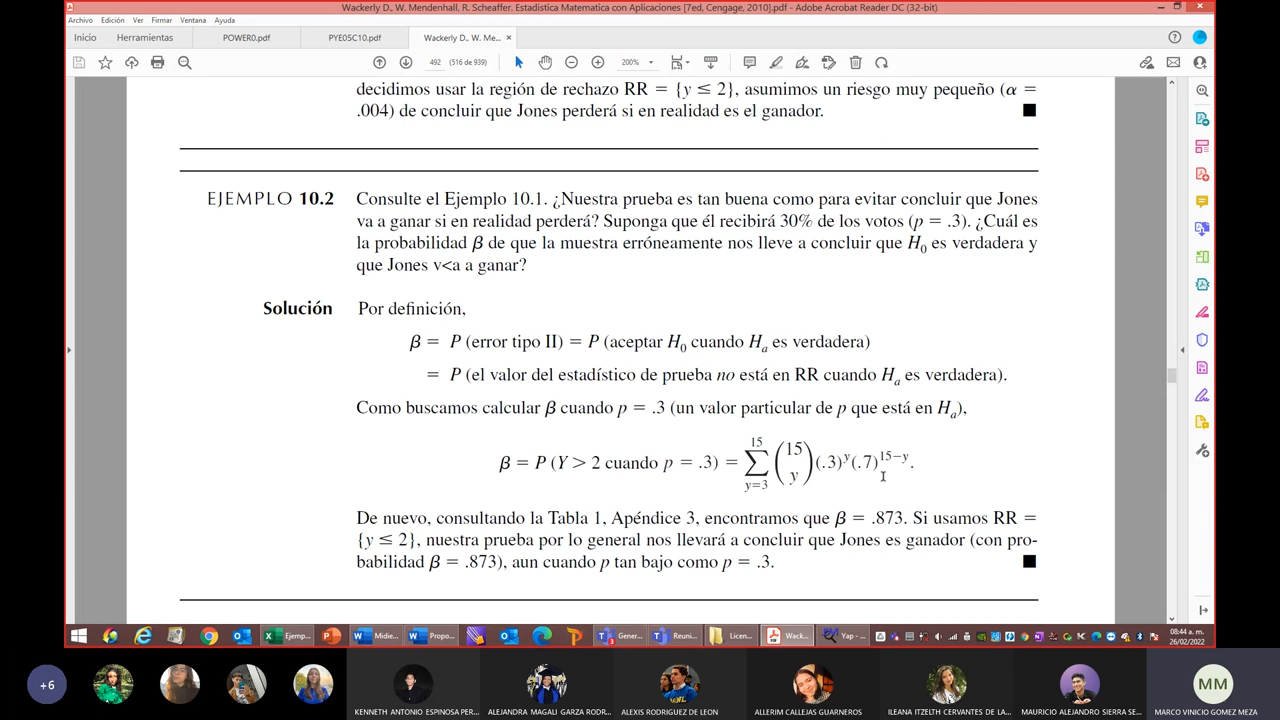 Wackerly D., W. Mendenhall, R. Scheaffer. Estadística Matematica con Aplicaciones [7ed, Cengage, 2010].pdf - Adobe Acrobat Reader DC (32-bit)
Archivo Edición Ver Firmar Ventana Ayuda
Inicio Herramientas POWER0.pdf PYE05C10.pdf Wackerly D., W. Me... ×
492 (516 de 939) 200%
decidimos usar la región de rechazo RR = {y ≤ 2}, asumimos un riesgo muy pequeño (α =
.004) de concluir que Jones perderá si en realidad es el ganador.
EJEMPLO 10.2 Consulte el Ejemplo 10.1. ¿Nuestra prueba es tan buena como para evitar concluir que Jones
va a ganar si en realidad perderá? Suponga que él recibirá 30% de los votos (p = .3). ¿Cuál es
la probabilidad β de que la muestra erróneamente nos lleve a concluir que H0 es verdadera y
que Jones v<a a ganar?
Solución Por definición,
β = P (error tipo II) = P (aceptar H0 cuando Ha es verdadera)
= P (el valor del estadístico de prueba no está en RR cuando Ha es verdadera).
Como buscamos calcular β cuando p = .3 (un valor particular de p que está en Ha),
β = P (Y > 2 cuando p = .3) = ∑ y=3 15 (15 y) (.3)^y (.7)^15−y.
De nuevo, consultando la Tabla 1, Apéndice 3, encontramos que β = .873. Si usamos RR =
{y ≤ 2}, nuestra prueba por lo general nos llevará a concluir que Jones es ganador (con pro-
babilidad β = .873), aun cuando p tan bajo como p = .3.
Ejemp... Midie... Propo... Gener... Reuni... Licen... Wack... Yap - ...
08:44 a. m.
26/02/2022
+6 KENNETH ANTONIO ESPINOSA PER... ALEJANDRA MAGALI GARZA RODR... ALEXIS RODRIGUEZ DE LEON ALLERIM CALLEJAS GUARNEROS ILEANA ITZELTH CERVANTES DE LA... MAURICIO ALEJANDRO SIERRA SE... MM MARCO VINICIO GOMEZ MEZA